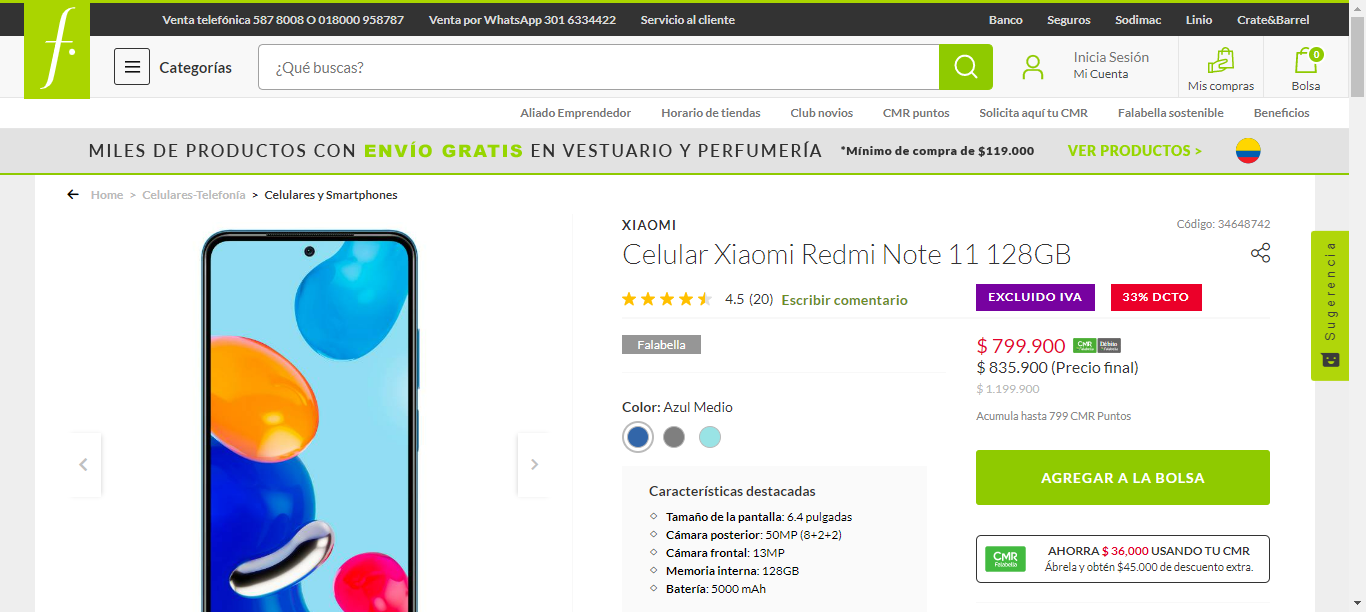 Venta telefónica 587 8008 O 018000 958787 Venta por WhatsApp 301 6334422 Servicio al cliente Banco Seguros Sodimac Linio Crate&Barrel
f.
Categorías ¿Qué buscas? Inicia Sesión
Mi Cuenta
Mis compras
0
Bolsa
Aliado Emprendedor Horario de tiendas Club novios CMR puntos Solicita aquí tu CMR Falabella sostenible Beneficios
MILES DE PRODUCTOS CON ENVÍO GRATIS EN VESTUARIO Y PERFUMERÍA *Mínimo de compra de $119.000 VER PRODUCTOS >
Home > Celulares-Telefonía > Celulares y Smartphones
XIAOMI
Código: 34648742
Celular Xiaomi Redmi Note 11 128GB
4.5 (20) Escribir comentario
EXCLUIDO IVA 33% DCTO
Falabella
$ 799.900 CMR Débito
$ 835.900 (Precio final)
$ 1.199.900
Acumula hasta 799 CMR Puntos
Color: Azul Medio
AGREGAR A LA BOLSA
Características destacadas
Tamaño de la pantalla: 6.4 pulgadas
Cámara posterior: 50MP (8+2+2)
Cámara frontal: 13MP
Memoria interna: 128GB
Batería: 5000 mAh
CMR
Falabella
AHORRA $ 36,000 USANDO TU CMR
Ábrela y obtén $45.000 de descuento extra.
Sugerencia